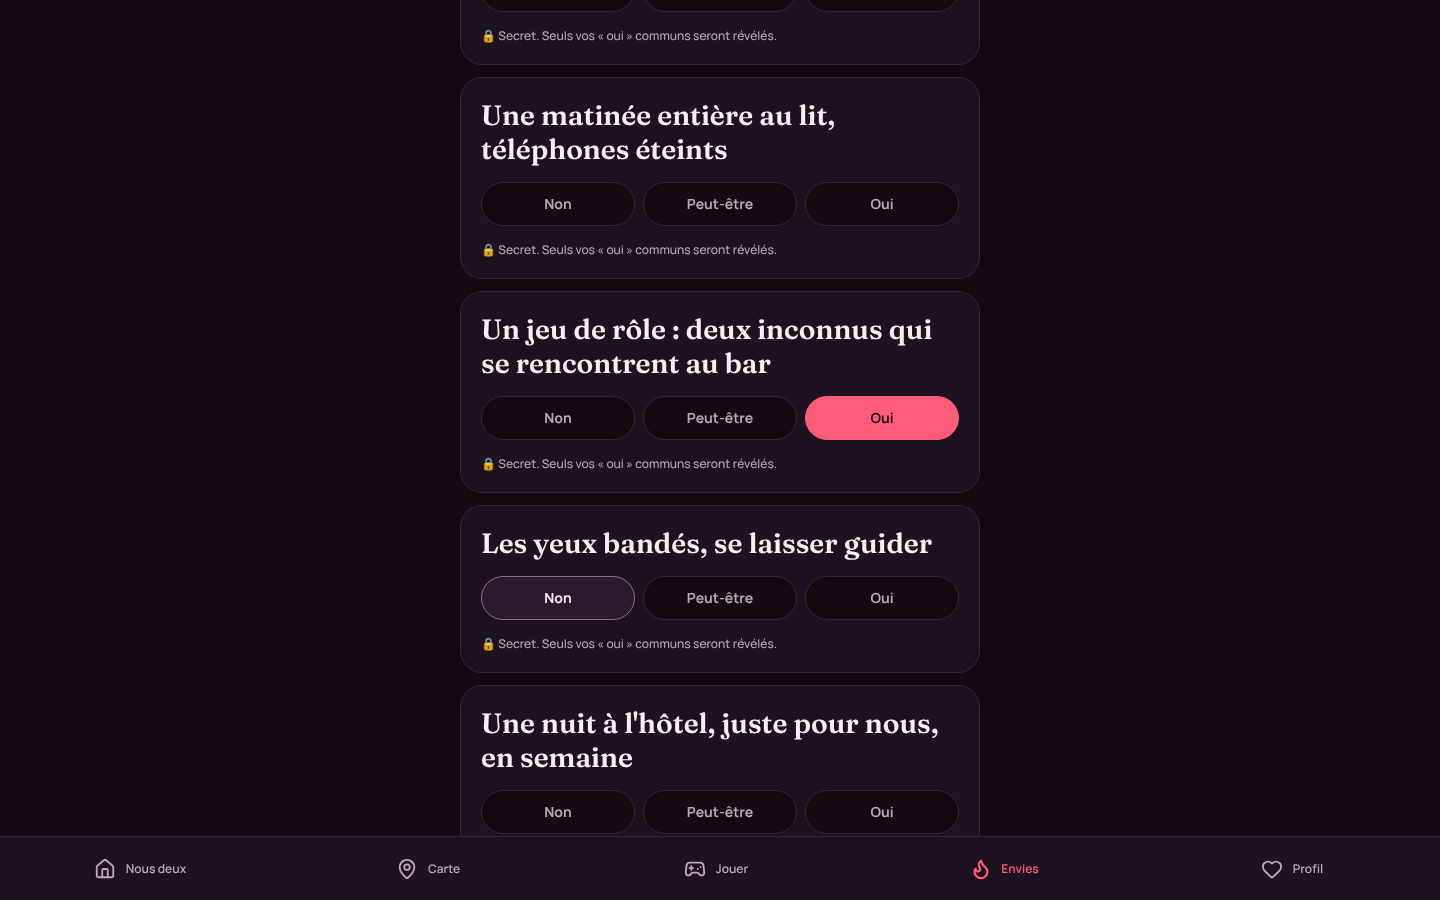 🔒 Secret. Seuls vos « oui » communs seront révélés.
Une matinée entière au lit,
téléphones éteints
Non
Peut-être
Oui
🔒 Secret. Seuls vos « oui » communs seront révélés.
Un jeu de rôle : deux inconnus qui
se rencontrent au bar
Non
Peut-être
Oui
🔒 Secret. Seuls vos « oui » communs seront révélés.
Les yeux bandés, se laisser guider
Non
Peut-être
Oui
🔒 Secret. Seuls vos « oui » communs seront révélés.
Une nuit à l'hôtel, juste pour nous,
en semaine
Non
Peut-être
Oui
Nous deux
Carte
Jouer
Envies
Profil